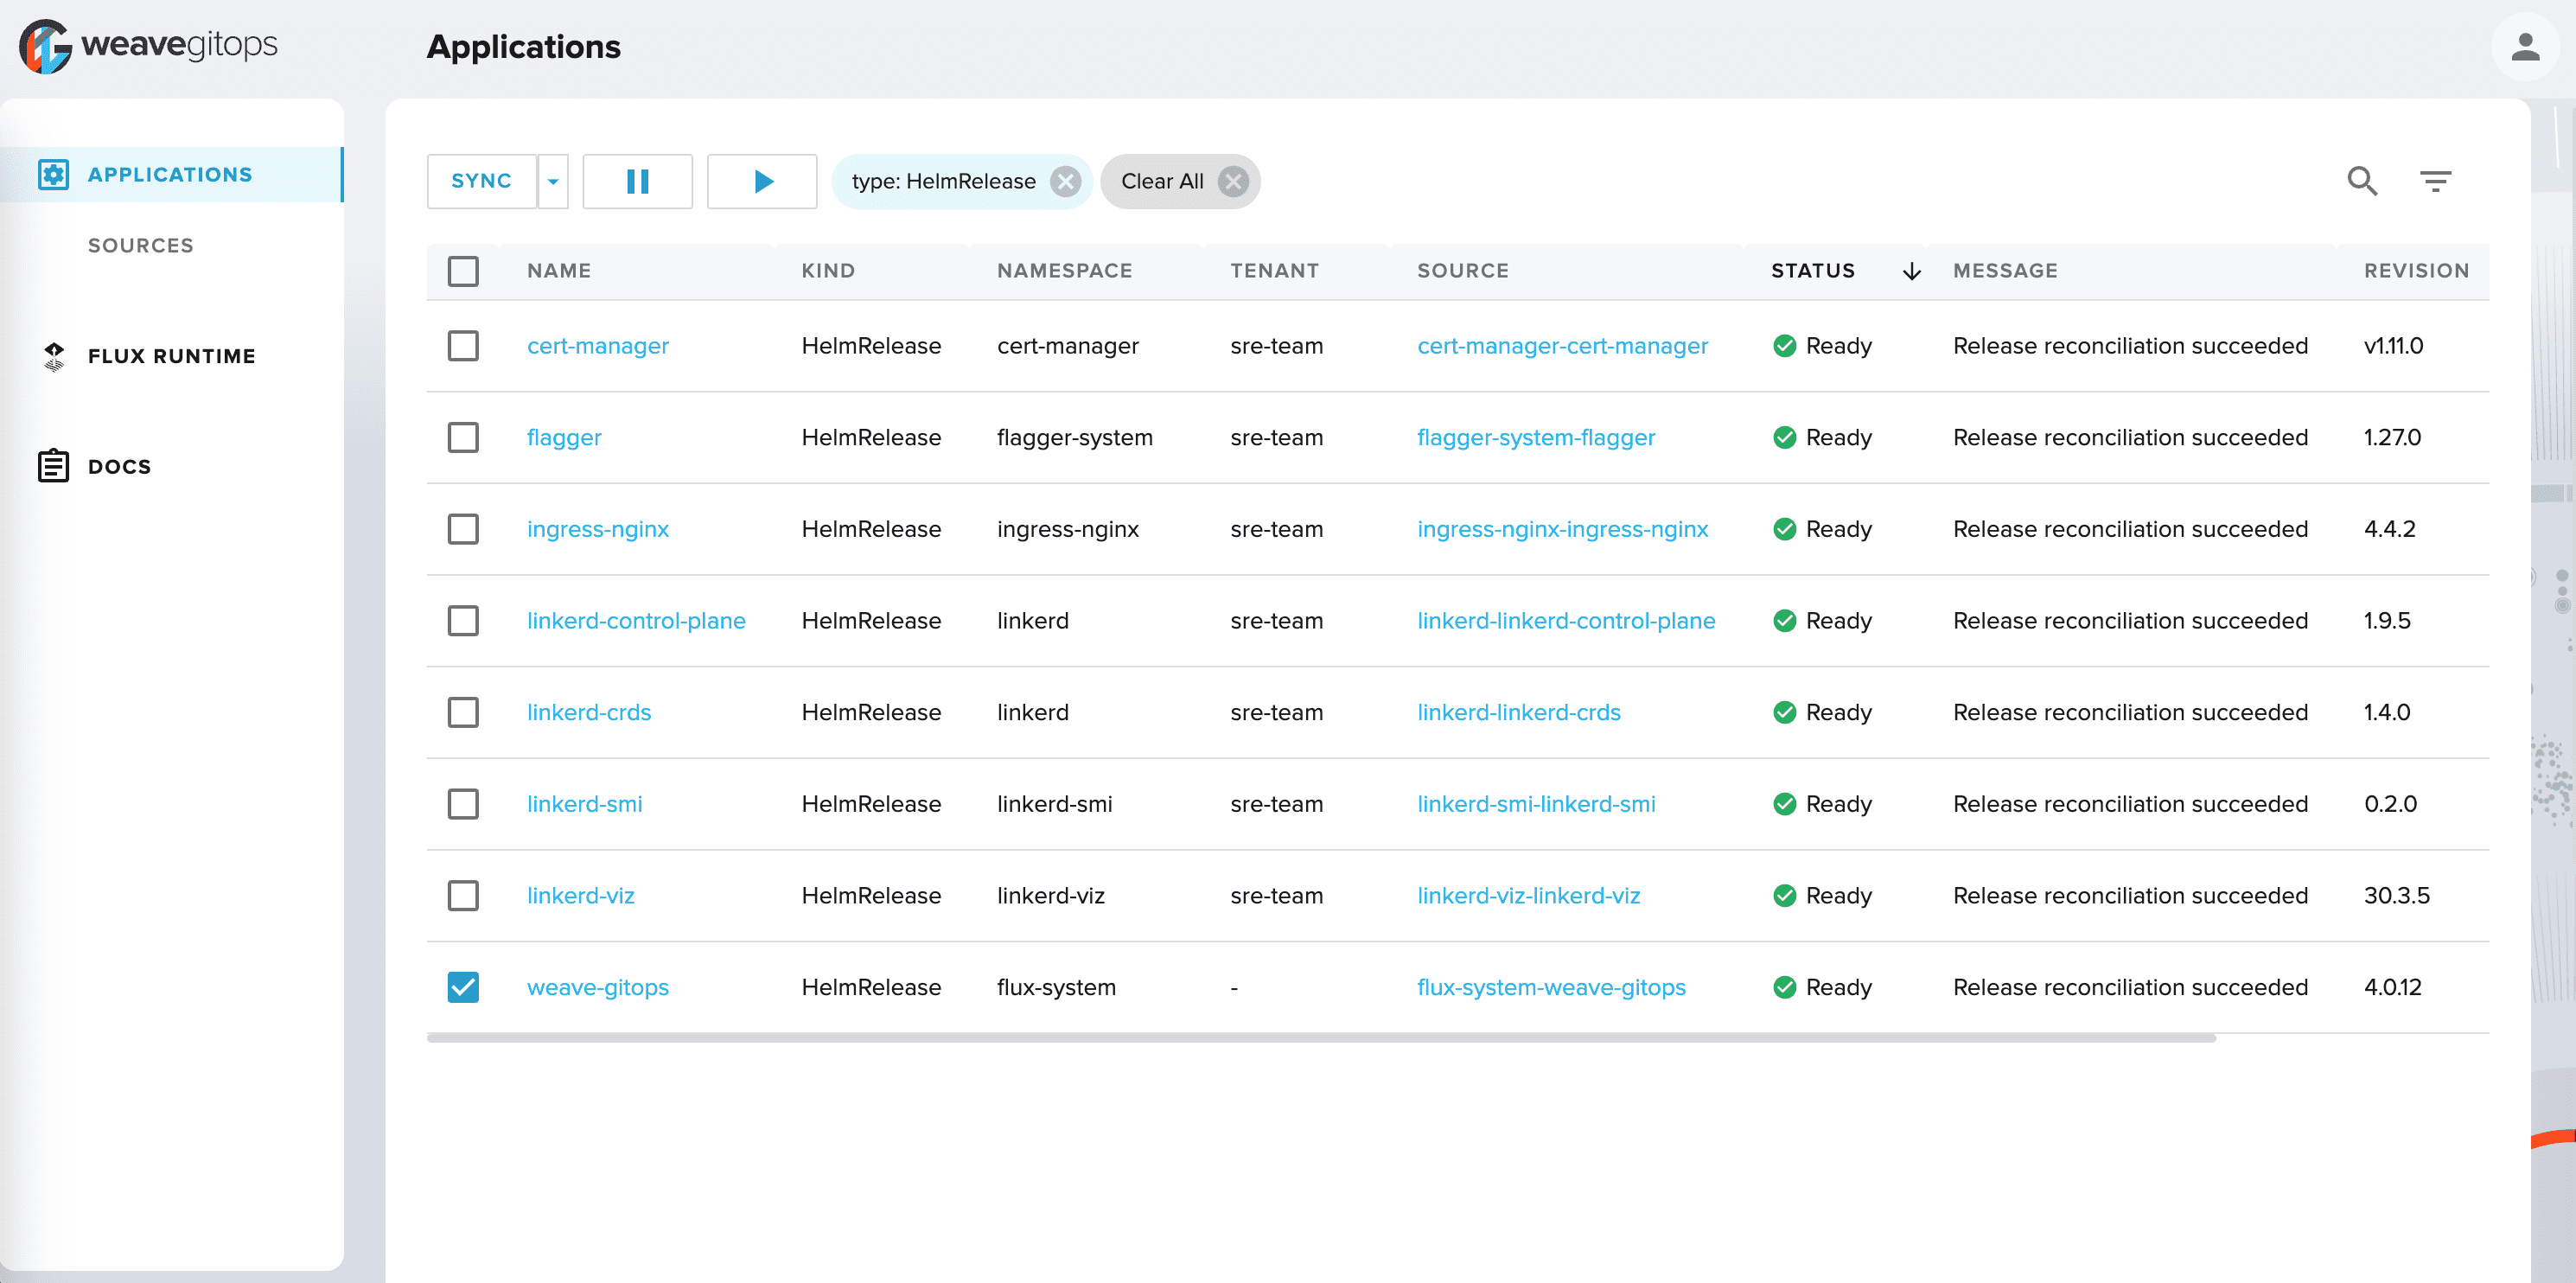 weavegitops
Applications
APPLICATIONS
SOURCES
FLUX RUNTIME
DOCS
SYNC type: HelmRelease Clear All
NAME KIND NAMESPACE TENANT SOURCE STATUS MESSAGE REVISION
cert-manager HelmRelease cert-manager sre-team cert-manager-cert-manager Ready Release reconciliation succeeded v1.11.0
flagger HelmRelease flagger-system sre-team flagger-system-flagger Ready Release reconciliation succeeded 1.27.0
ingress-nginx HelmRelease ingress-nginx sre-team ingress-nginx-ingress-nginx Ready Release reconciliation succeeded 4.4.2
linkerd-control-plane HelmRelease linkerd sre-team linkerd-linkerd-control-plane Ready Release reconciliation succeeded 1.9.5
linkerd-crds HelmRelease linkerd sre-team linkerd-linkerd-crds Ready Release reconciliation succeeded 1.4.0
linkerd-smi HelmRelease linkerd-smi sre-team linkerd-smi-linkerd-smi Ready Release reconciliation succeeded 0.2.0
linkerd-viz HelmRelease linkerd-viz sre-team linkerd-viz-linkerd-viz Ready Release reconciliation succeeded 30.3.5
weave-gitops HelmRelease flux-system - flux-system-weave-gitops Ready Release reconciliation succeeded 4.0.12